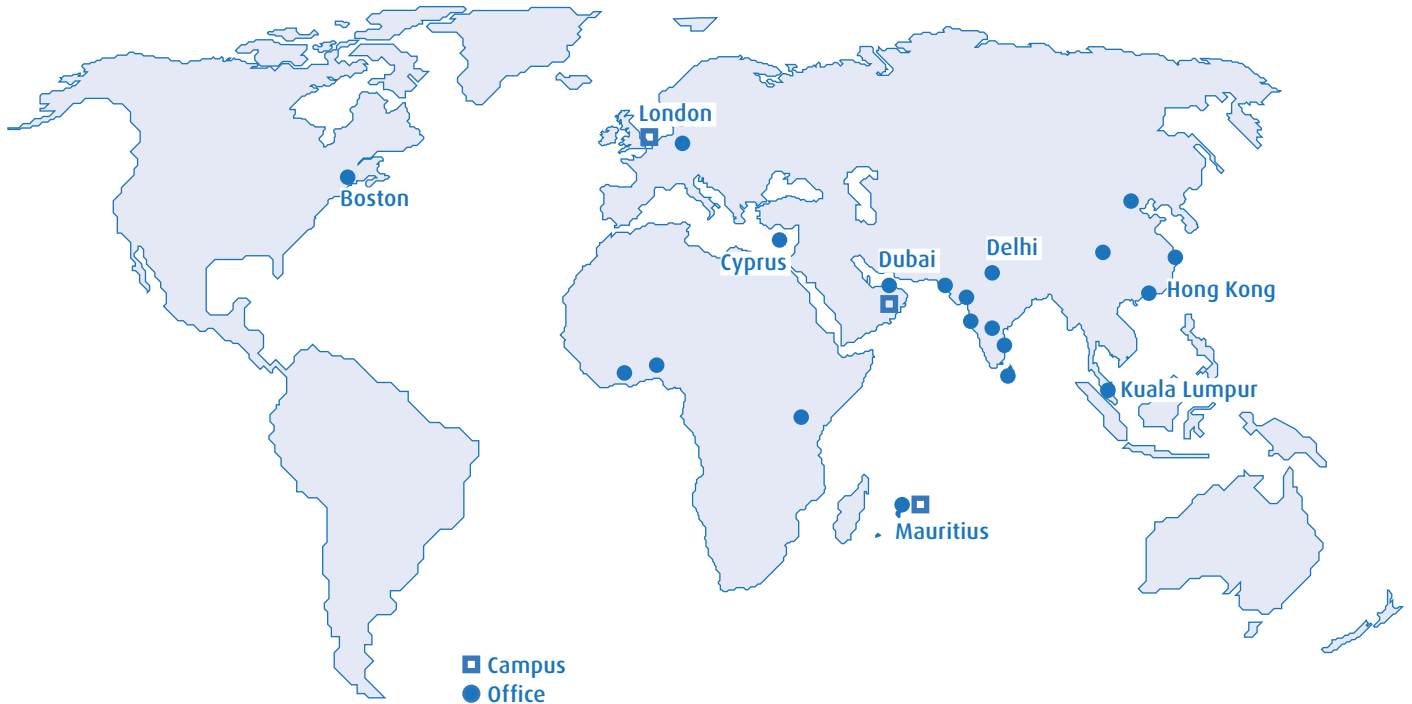 London
Boston
Cyprus
Dubai
Delhi
Hong Kong
Kuala Lumpur
Mauritius
Campus
Office